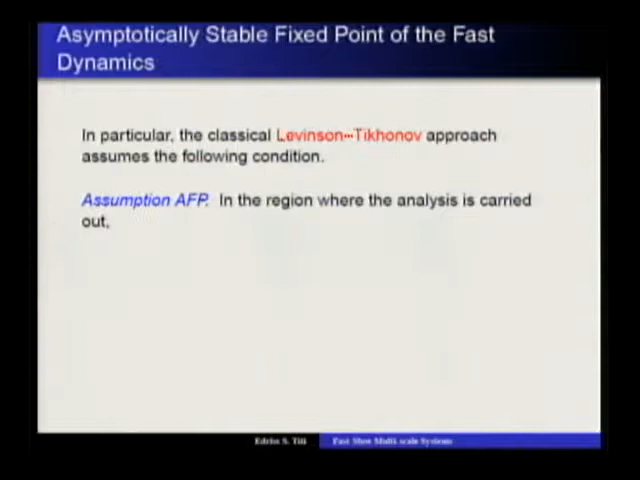 Asymptotically Stable Fixed Point of the Fast
Dynamics
In particular, the classical Levinson--Tikhonov approach
assumes the following condition.
Assumption AFP. In the region where the analysis is carried
out,
Edriss S. Titi
Fast Slow Multi scale Systems